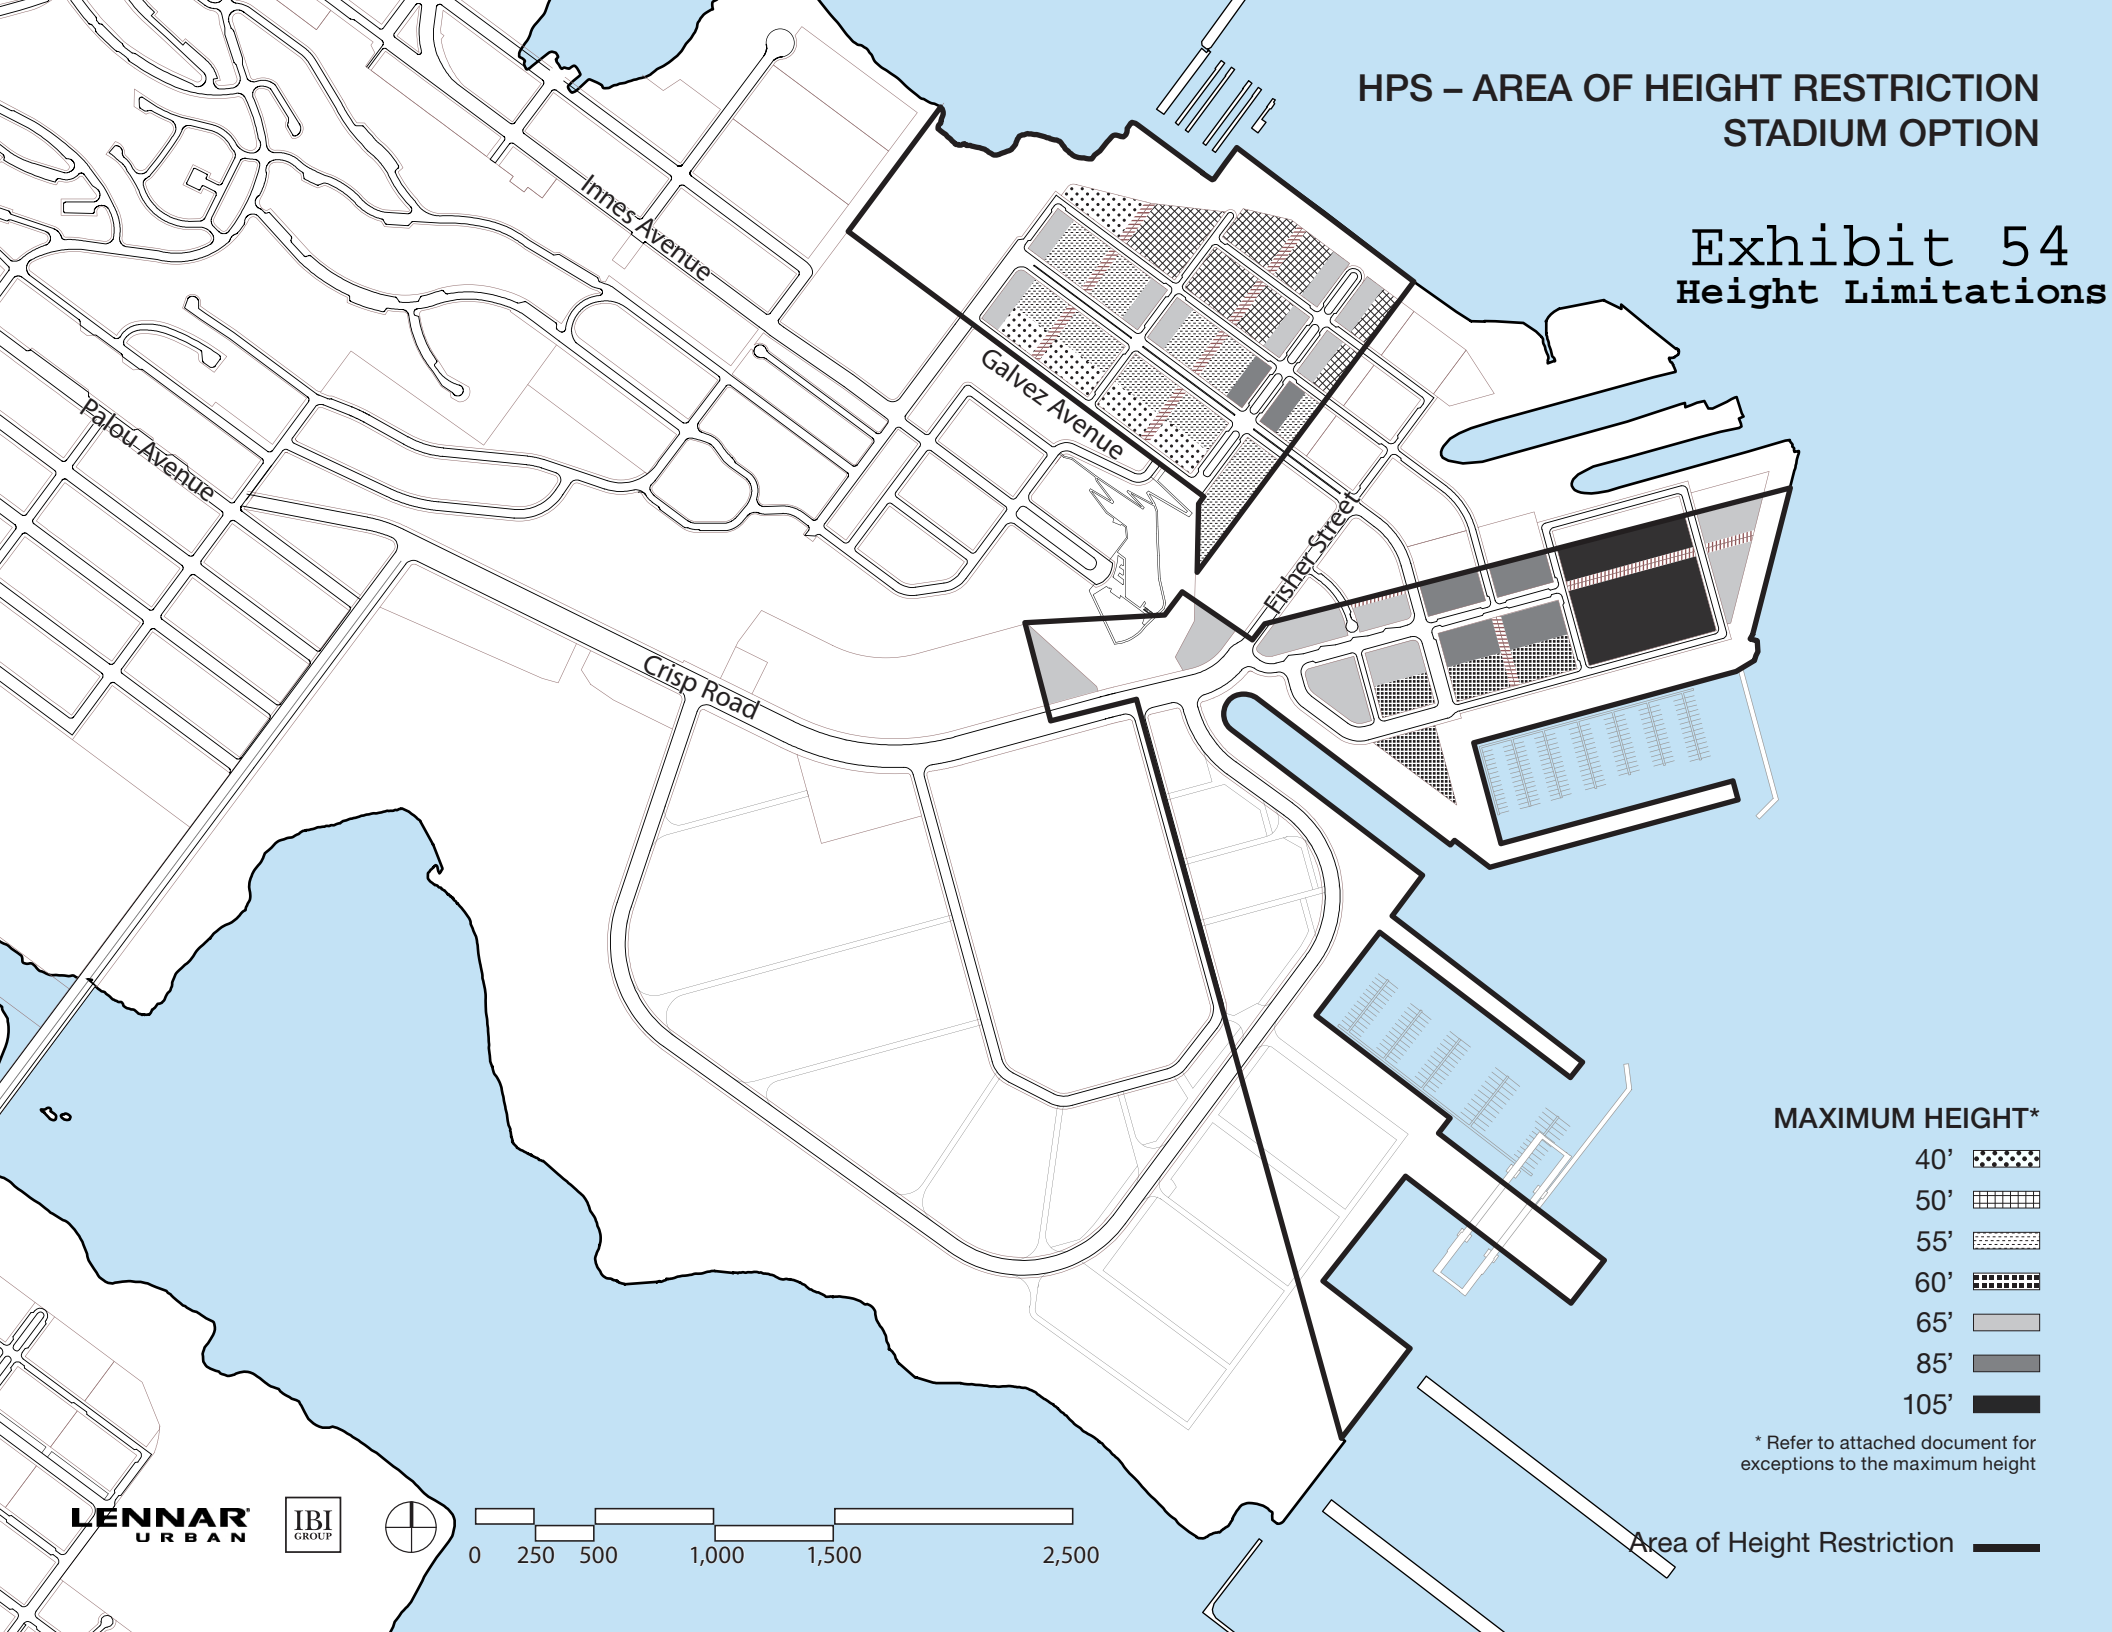 HPS – AREA OF HEIGHT RESTRICTION
STADIUM OPTION
Exhibit 54
Height Limitations
Innes Avenue
Galvez Avenue
Palou Avenue
Fisher Street
Crisp Road
MAXIMUM HEIGHT*
40’
50’
55’
60’
65’
85’
105’
* Refer to attached document for
exceptions to the maximum height
Area of Height Restriction
LENNAR
URBAN
IBI
GROUP
0 250 500 1,000 1,500 2,500